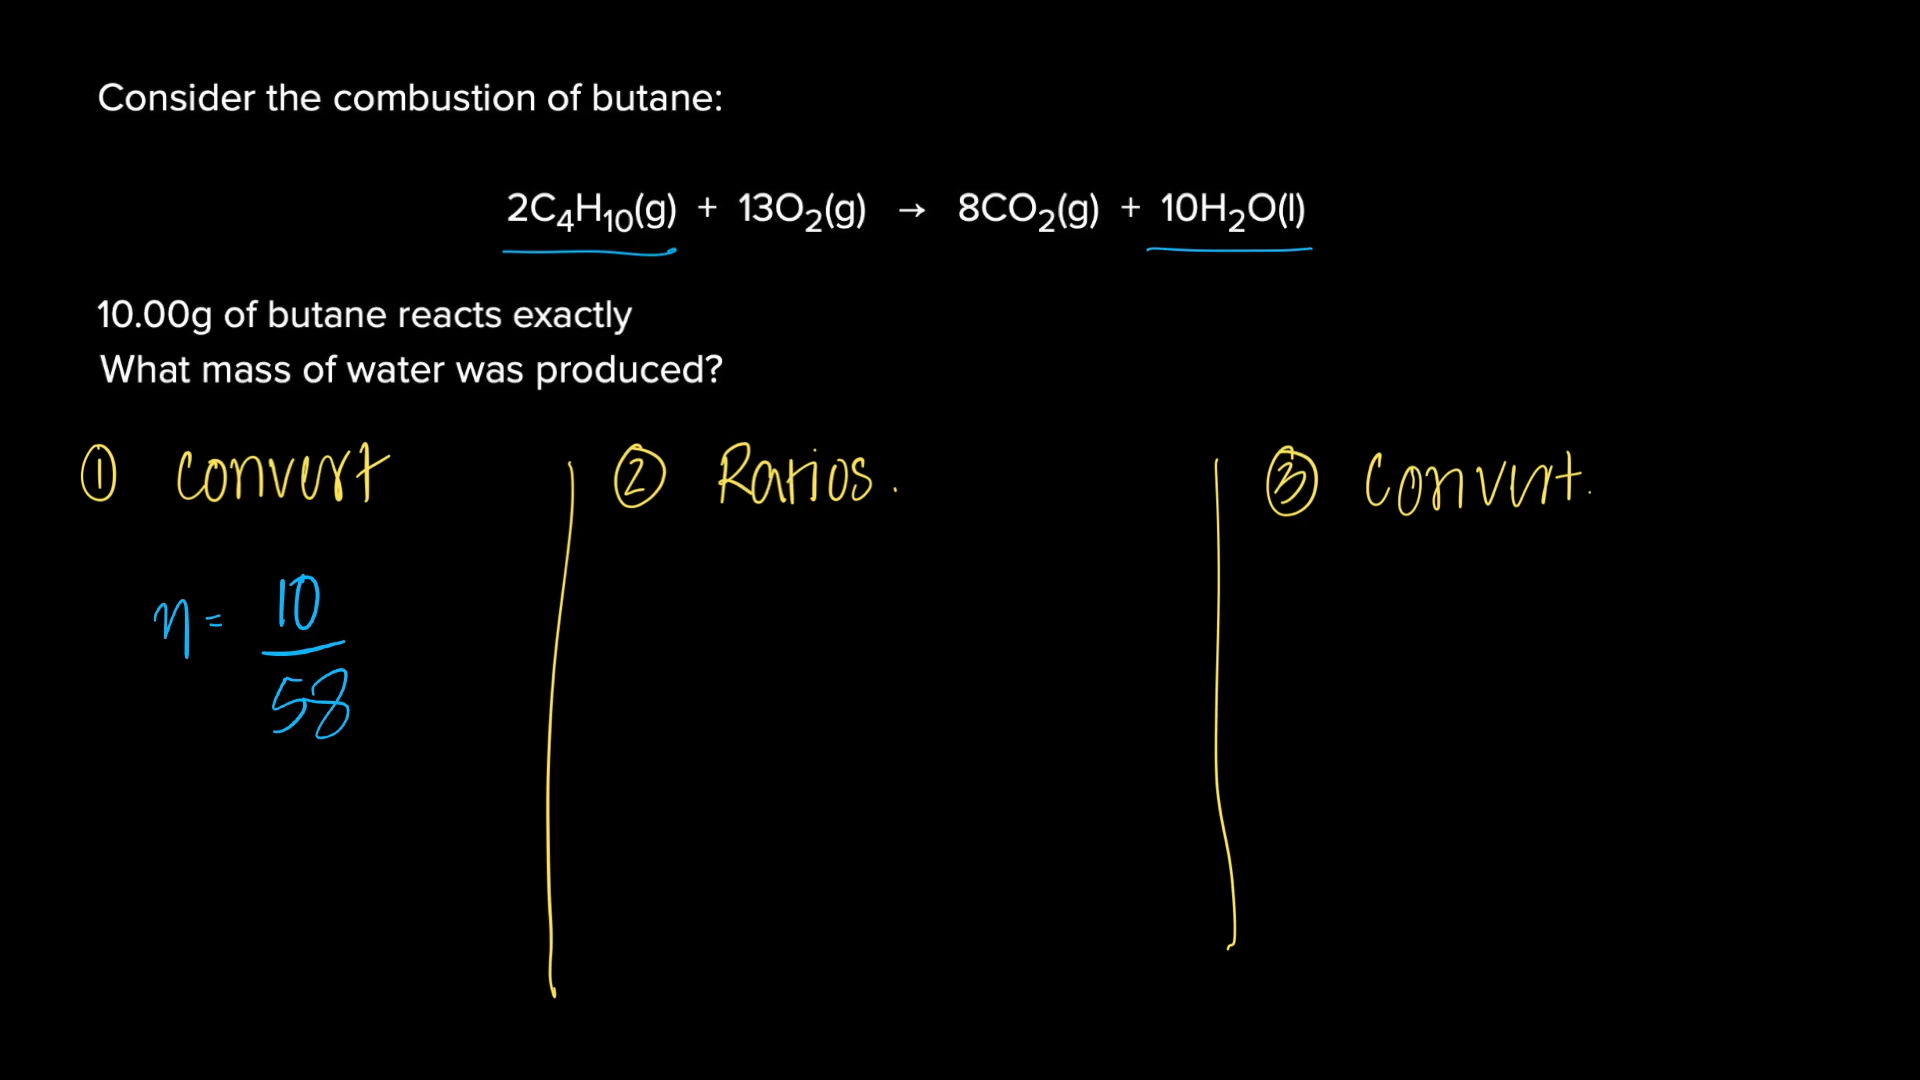 Consider the combustion of butane:
2C₄H₁₀(g) + 13O₂(g) → 8CO₂(g) + 10H₂O(l)
10.00g of butane reacts exactly
What mass of water was produced?
① Convert ② Ratios. ③ Convert.
n = 10
58